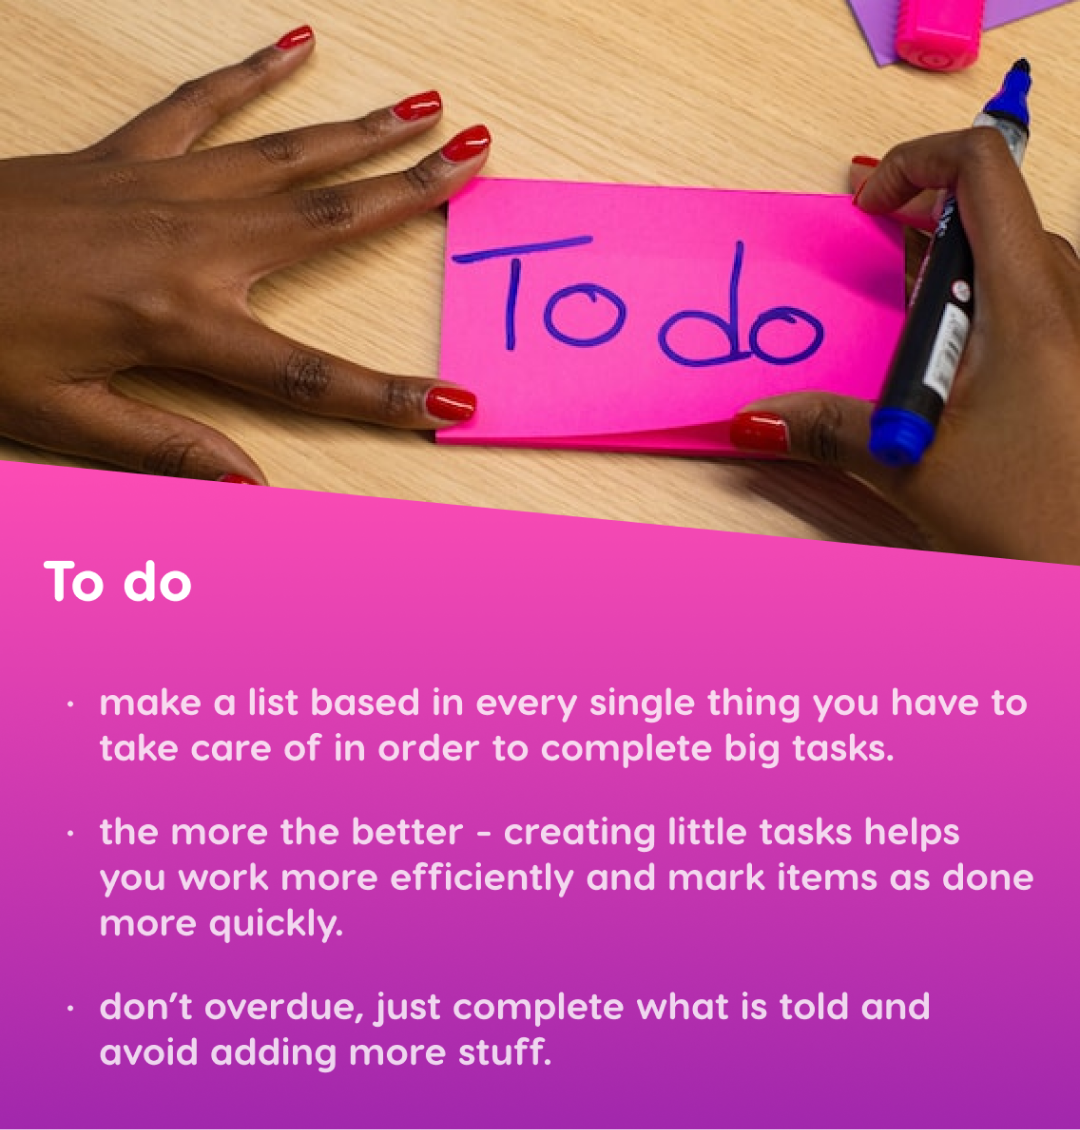 To do
To do
· make a list based in every single thing you have to
take care of in order to complete big tasks.
· the more the better - creating little tasks helps
you work more efficiently and mark items as done
more quickly.
· don’t overdue, just complete what is told and
avoid adding more stuff.